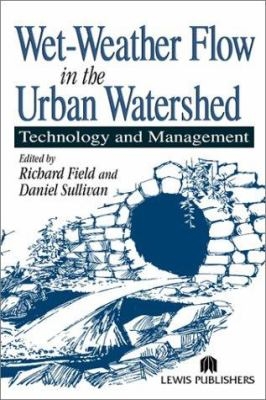 Wet-Weather Flow
in the
Urban Watershed
Technology and Management
Edited by
Richard Field and
Daniel Sullivan
LEWIS PUBLISHERS